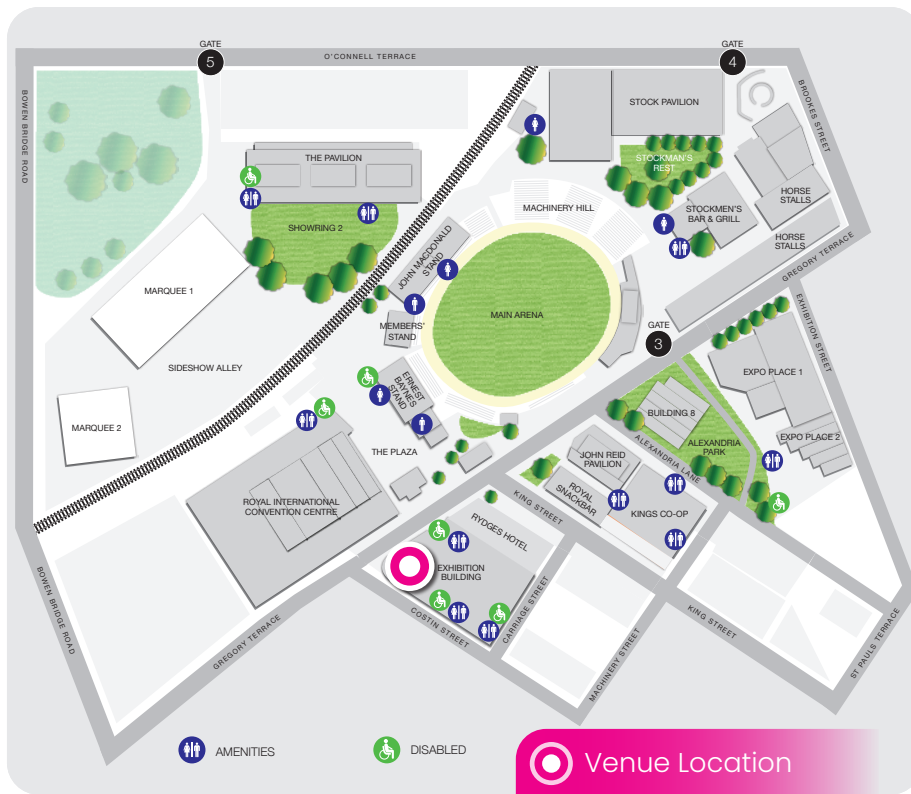 GATE
5
GATE
4
O'CONNELL TERRACE
BOWEN BRIDGE ROAD
BROOKES STREET
STOCK PAVILION
THE PAVILION
STOCKMAN'S
REST
HORSE
STALLS
MACHINERY HILL
STOCKMEN'S
BAR & GRILL
SHOWRING 2
HORSE
STALLS
GREGORY TERRACE
JOHN MACDONALD
STAND
MARQUEE 1
MAIN ARENA
EXHIBITION STREET
MEMBERS'
STAND
GATE
3
SIDESHOW ALLEY
EXPO PLACE 1
ERNEST
BAYNES
STAND
BUILDING 8
MARQUEE 2
EXPO PLACE 2
ALEXANDRIA
PARK
ALEXANDRIA LANE
THE PLAZA
JOHN REID
PAVILION
ROYAL
SNACKBAR
KING STREET
ROYAL INTERNATIONAL
CONVENTION CENTRE
KINGS CO-OP
RYDGES HOTEL
EXHIBITION
BUILDING
BOWEN BRIDGE ROAD
GREGORY TERRACE
COSTIN STREET
CARRIAGE STREET
MACHINERY STREET
KING STREET
ST PAULS TERRACE
AMENITIES
DISABLED
Venue Location